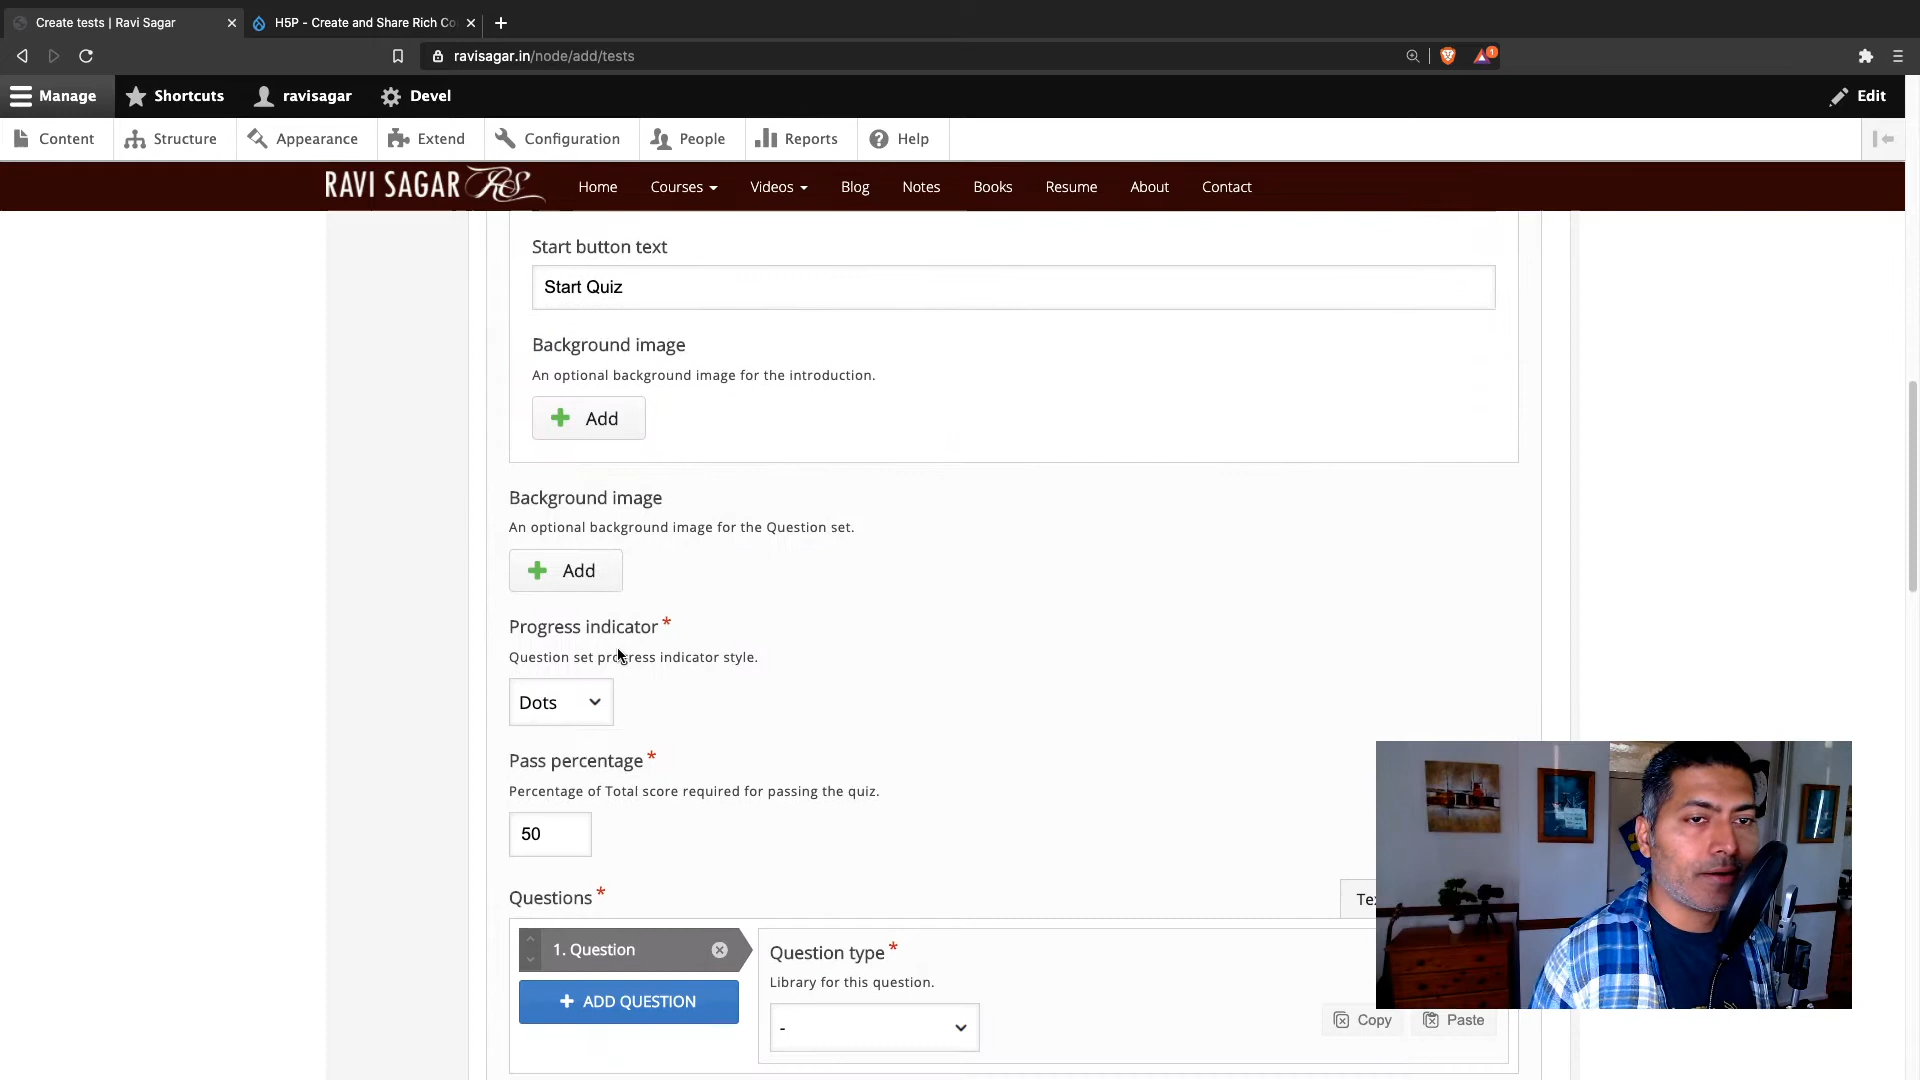 Create tests | Ravi Sagar
H5P - Create and Share Rich Co
ravisagar.in/node/add/tests
1
Manage
Shortcuts
ravisagar
Devel
Edit
Content
Structure
Appearance
Extend
Configuration
People
Reports
Help
RAVI SAGAR RS
Home
Courses
Videos
Blog
Notes
Books
Resume
About
Contact
Start button text
Start Quiz
Background image
An optional background image for the introduction.
Add
Background image
An optional background image for the Question set.
Add
Progress indicator *
Question set progress indicator style.
Dots
Pass percentage *
Percentage of Total score required for passing the quiz.
50
Questions *
1. Question
ADD QUESTION
Question type *
Library for this question.
-
Copy
Paste